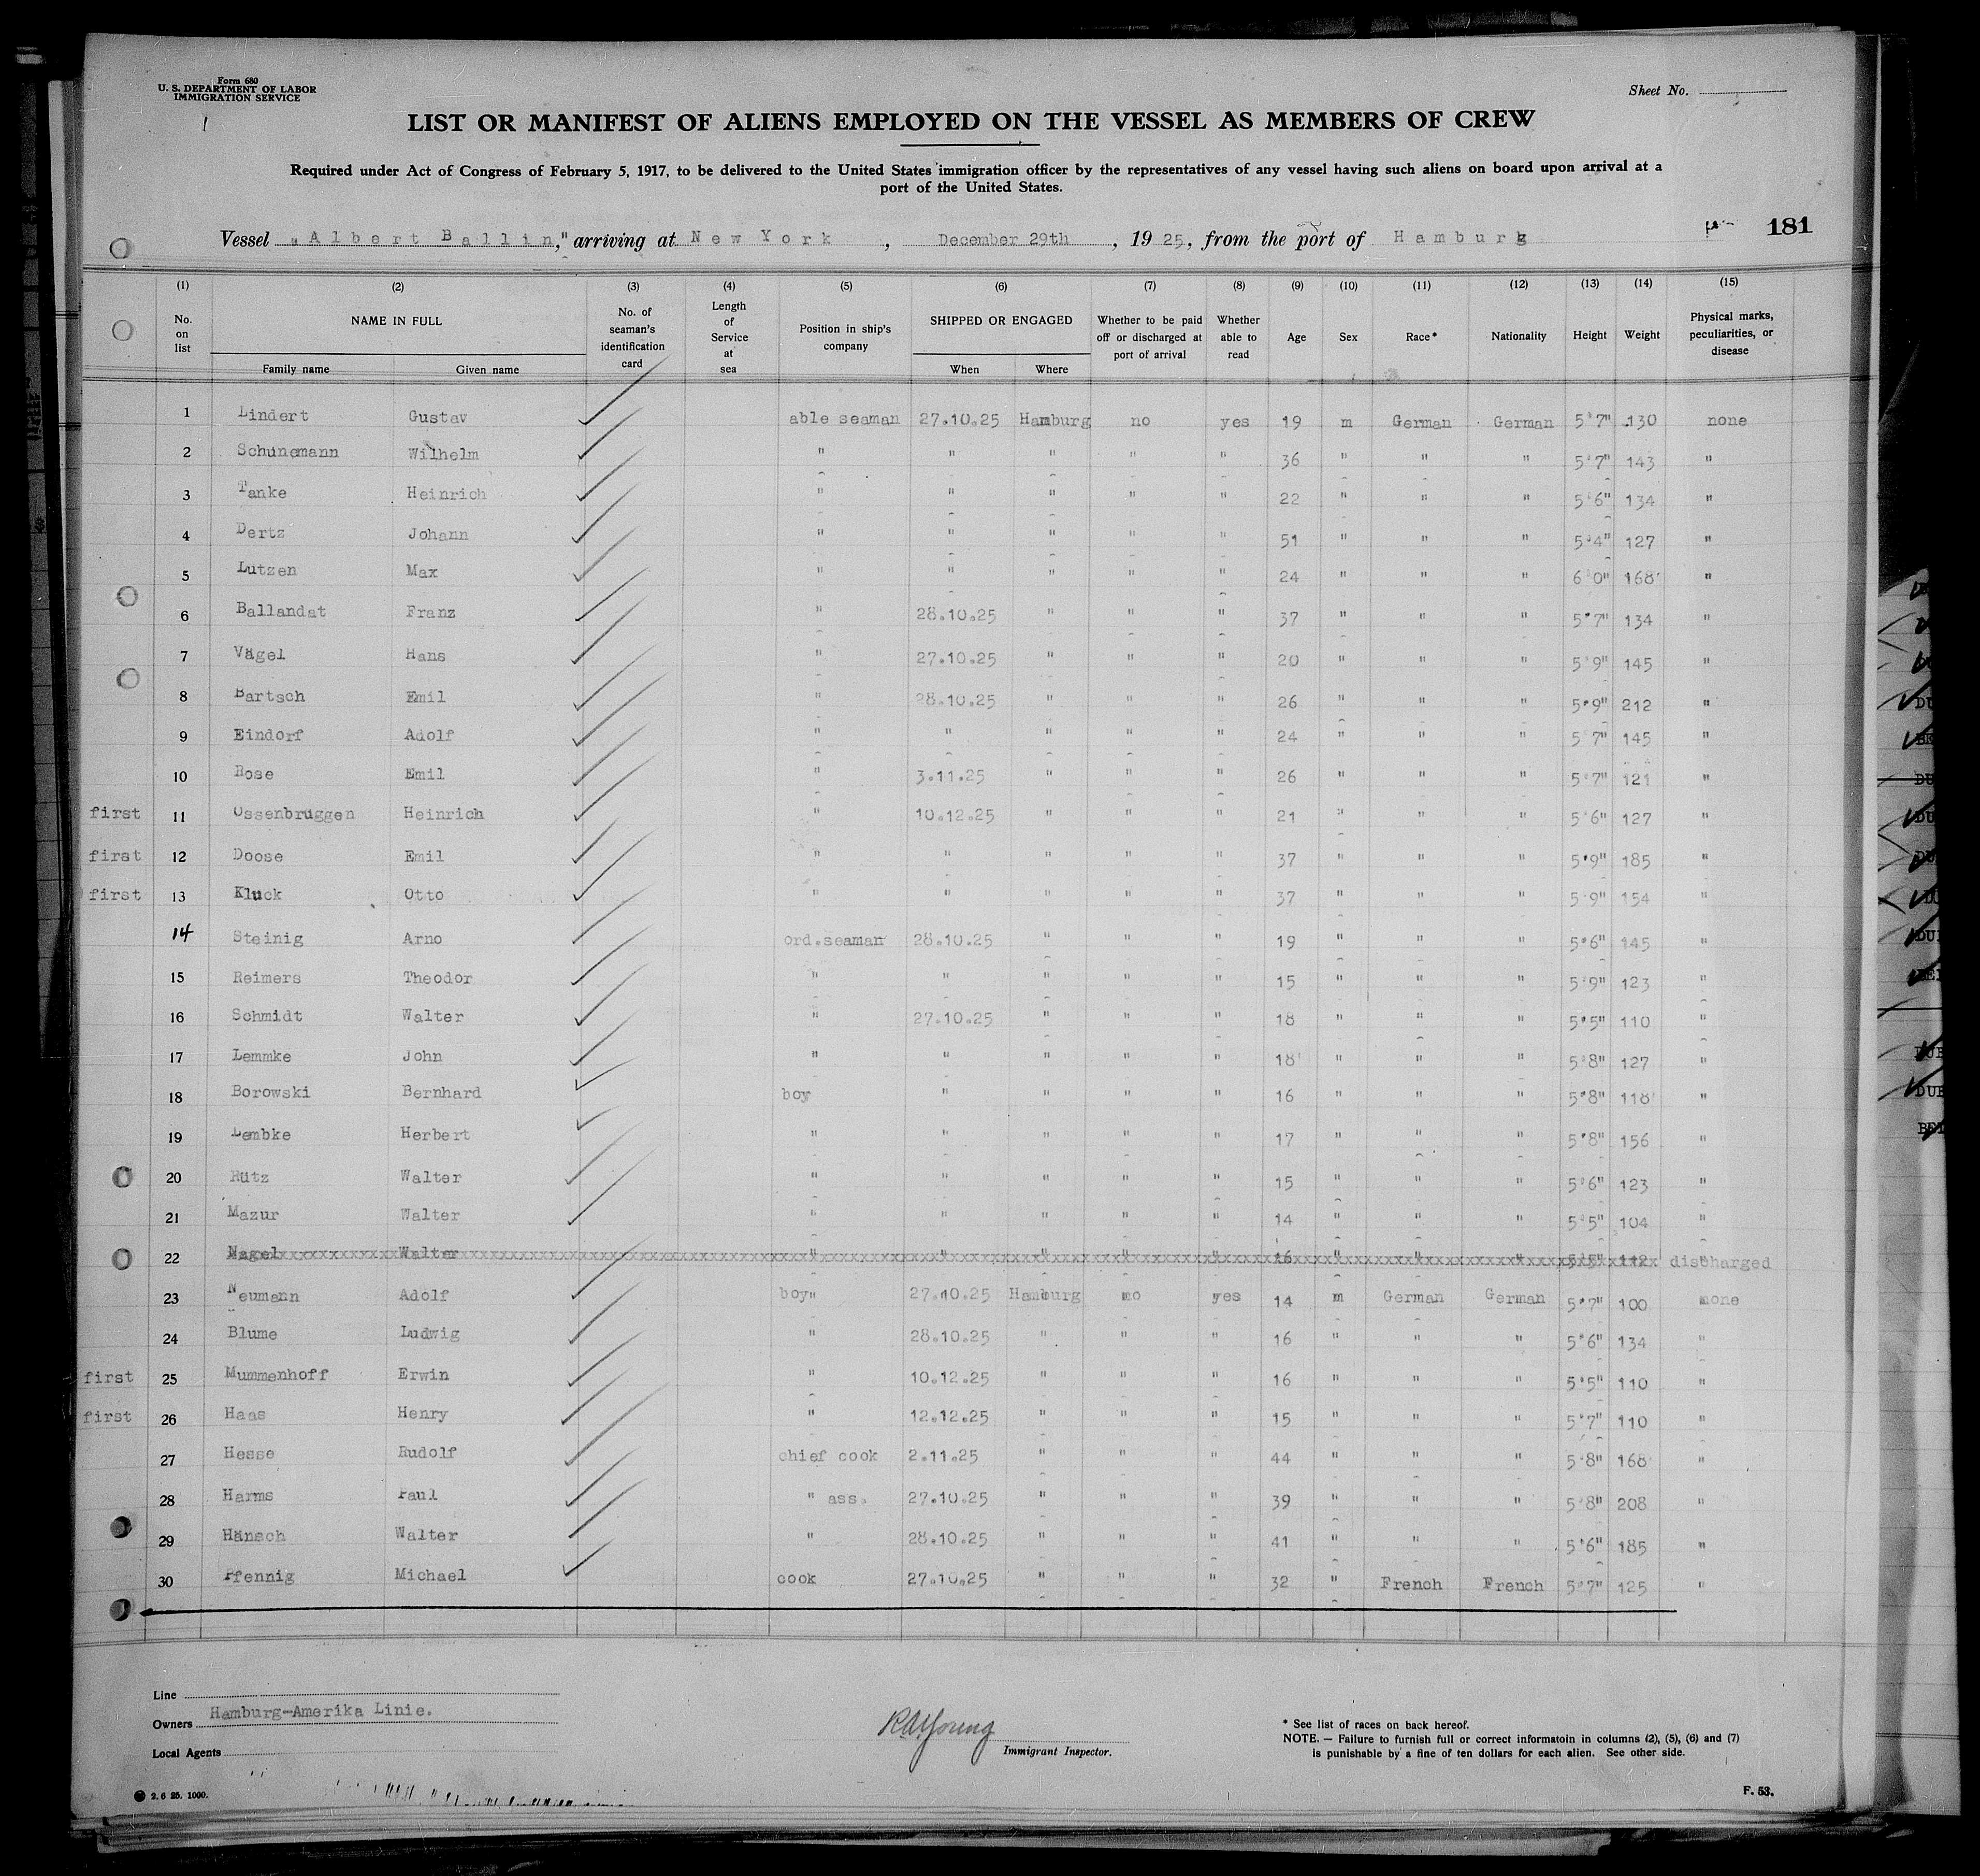 Form 680
U. S. DEPARTMENT OF LABOR
IMMIGRATION SERVICE
Sheet No.
LIST OR MANIFEST OF ALIENS EMPLOYED ON THE VESSEL AS MEMBERS OF CREW
Required under Act of Congress of February 5, 1917, to be delivered to the United States immigration officer by the representatives of any vessel having such aliens on board upon arrival at a
port of the United States.
Vessel "Albert Ballin," arriving at New York, December 29th, 1925, from the port of Hamburg 181
(1) (2) (3) (4) (5) (6) (7) (8) (9) (10) (11) (12) (13) (14) (15)
No. on list NAME IN FULL Family name Given name No. of seaman's identification card Length of Service at sea Position in ship's company SHIPPED OR ENGAGED When Where Whether to be paid off or discharged at port of arrival Whether able to read Age Sex Race* Nationality Height Weight Physical marks, peculiarities, or disease
1 Lindert Gustav able seaman 27.10.25 Hamburg no yes 19 m German German 5'7" 130 none
2 Schünemann Wilhelm " " " " " 36 " " " 5'7" 143 "
3 Tanke Heinrich " " " " " 22 " " " 5'6" 134 "
4 Dertz Johann " " " " " 51 " " " 5'4" 127 "
5 Lutzen Max " " " " " 24 " " " 6'0" 168 "
6 Ballandat Franz " 28.10.25 " " " 37 " " " 5'7" 134 "
7 Vägel Hans " 27.10.25 " " " 20 " " " 5'9" 145 "
8 Bartsch Emil " 28.10.25 " " " 26 " " " 5'9" 212 "
9 Eindorf Adolf " " " " " 24 " " " 5'7" 145 "
10 Rose Emil " 3.11.25 " " " 26 " " " 5'7" 121 "
first 11 Ossenbrüggen Heinrich " 10.12.25 " " " 21 " " " 5'6" 127 "
first 12 Doose Emil " " " " " 37 " " " 5'9" 185 "
first 13 Kluck Otto " " " " " 37 " " " 5'9" 154 "
14 Steinig Arno ord.seaman 28.10.25 " " " 19 " " " 5'6" 145 "
15 Reimers Theodor " " " " " 15 " " " 5'9" 123 "
16 Schmidt Walter " 27.10.25 " " " 18 " " " 5'5" 110 "
17 Lemmke John " " " " " 18 " " " 5'8" 127 "
18 Borowski Bernhard boy " " " " 16 " " " 5'8" 118 "
19 Lembke Herbert " " " " " 17 " " " 5'8" 156 "
20 Rütz Walter " " " " " 15 " " " 5'6" 123 "
21 Mazur Walter " " " " " 14 " " " 5'5" 104 "
22 Nagel Walter " " " " " 16 " " " 5'5" 112 " discharged
23 Neumann Adolf boy" 27.10.25 Hamburg no yes 14 m German German 5'7" 100 none
24 Blume Ludwig " 28.10.25 " " " 16 " " " 5'6" 134 "
first 25 Mummenhoff Erwin " 10.12.25 " " " 16 " " " 5'5" 110 "
first 26 Haas Henry " 12.12.25 " " " 15 " " " 5'7" 110 "
27 Hesse Rudolf chief cook 2.11.25 " " " 44 " " " 5'8" 168 "
28 Harms Paul " ass. 27.10.25 " " " 39 " " " 5'8" 208 "
29 Hänsch Walter " 28.10.25 " " " 41 " " " 5'6" 185 "
30 Pfennig Michael cook 27.10.25 " " " 32 " French French 5'7" 125 "
Line
Owners Hamburg-Amerika Linie.
Local Agents
R A Young
Immigrant Inspector.
* See list of races on back hereof.
NOTE. — Failure to furnish full or correct informatoin in columns (2), (5), (6) and (7)
is punishable by a fine of ten dollars for each alien. See other side.
2. 6 25. 1000.
F. 53.